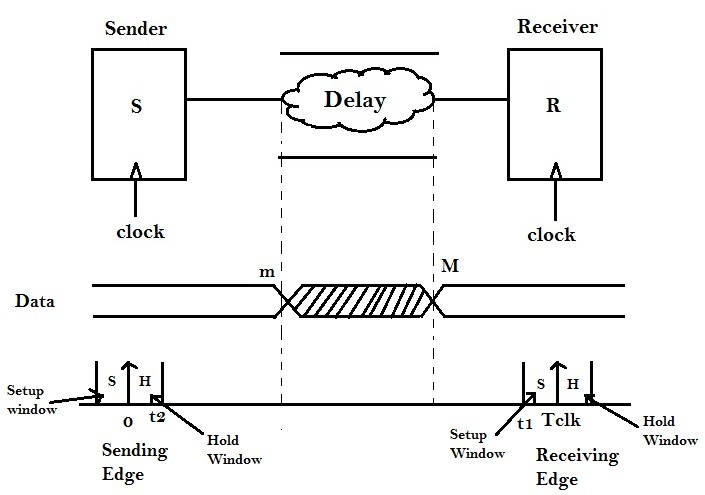 Sender
Receiver
S
Delay
R
clock
clock
m
M
Data
S
H
S
H
Setup
window
0
t2
t1
Tclk
Hold
Window
Sending
Edge
Hold
Window
Setup
Window
Receiving
Edge